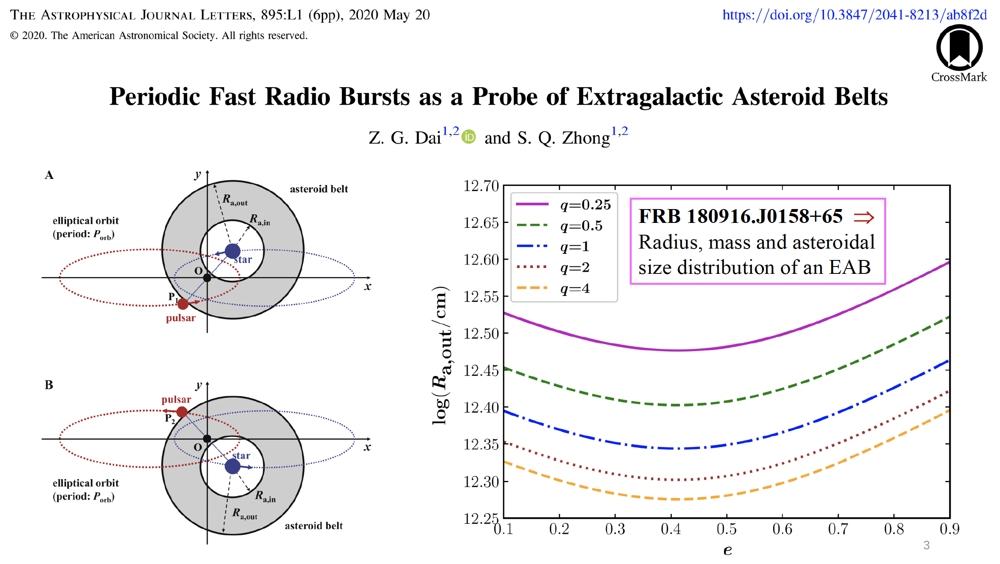 THE ASTROPHYSICAL JOURNAL LETTERS, 895:L1 (6pp), 2020 May 20
https://doi.org/10.3847/2041-8213/ab8f2d
© 2020. The American Astronomical Society. All rights reserved.
CrossMark
Periodic Fast Radio Bursts as a Probe of Extragalactic Asteroid Belts
Z. G. Dai1,2 iD and S. Q. Zhong1,2
A
y
asteroid belt
Ra,out
Ra,in
elliptical orbit
(period: Porb)
star
O
x
P1
pulsar
B
y
pulsar
P2
O
x
star
elliptical orbit
(period: Porb)
Ra,in
Ra,out
asteroid belt
log(Ra,out/cm)
12.70
12.65
12.60
12.55
12.50
12.45
12.40
12.35
12.30
12.25
q=0.25
q=0.5
q=1
q=2
q=4
FRB 180916.J0158+65 ⇒
Radius, mass and asteroidal
size distribution of an EAB
0.1 0.2 0.3 0.4 0.5 0.6 0.7 0.8 0.9
e
3